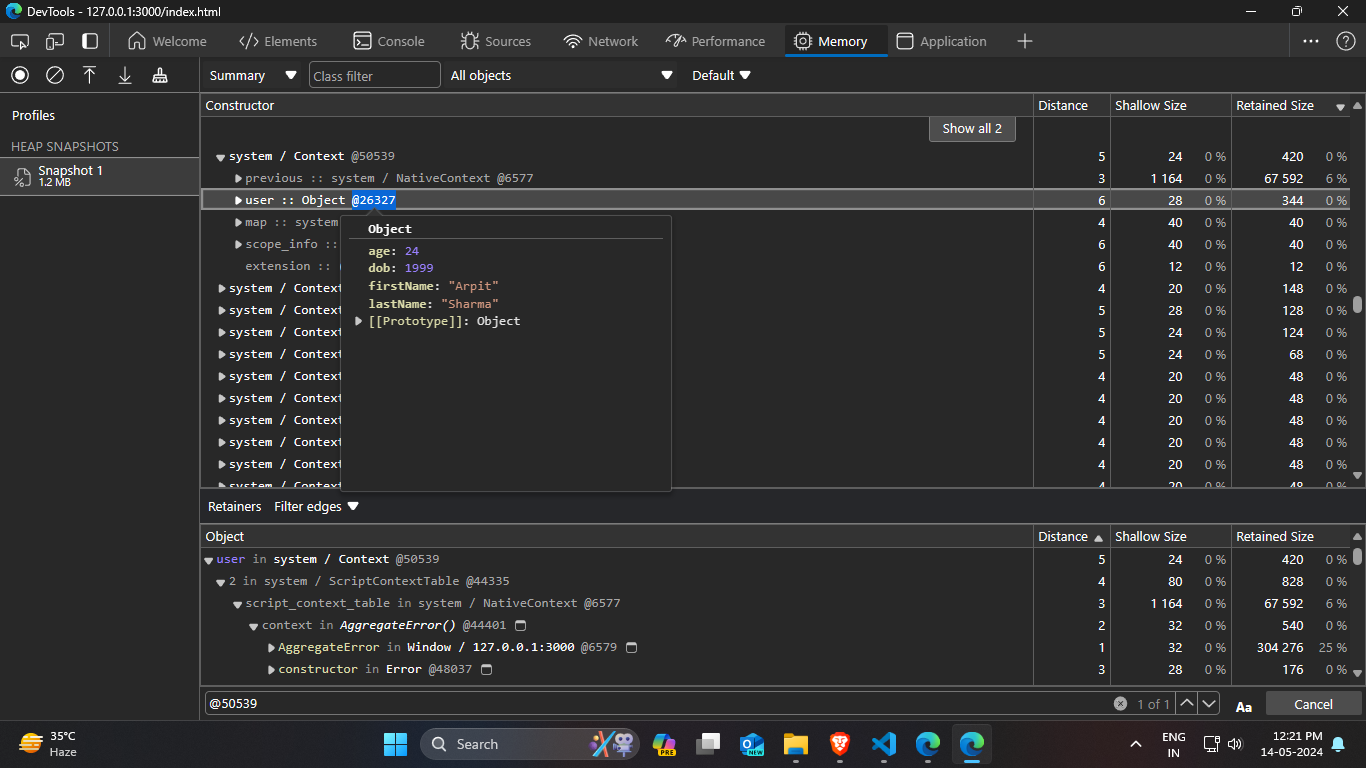 DevTools - 127.0.0.1:3000/index.html
Welcome
Elements
Console
Sources
Network
Performance
Memory
Application
Summary
Class filter
All objects
Default
Profiles
HEAP SNAPSHOTS
Snapshot 1
1.2 MB
Constructor Distance Shallow Size Retained Size
Show all 2
system / Context @50539 5 24 0 % 420 0 %
previous :: system / NativeContext @6577 3 1 164 0 % 67 592 6 %
user :: Object @26327 6 28 0 % 344 0 %
map :: system 4 40 0 % 40 0 %
scope_info :: 6 40 0 % 40 0 %
extension :: 6 12 0 % 12 0 %
system / Context 4 20 0 % 148 0 %
system / Context 5 28 0 % 128 0 %
system / Context 5 24 0 % 124 0 %
system / Context 5 24 0 % 68 0 %
system / Context 4 20 0 % 48 0 %
system / Context 4 20 0 % 48 0 %
system / Context 4 20 0 % 48 0 %
system / Context 4 20 0 % 48 0 %
system / Context 4 20 0 % 48 0 %
system / Context 4 20 0 % 48 0 %
Object
age: 24
dob: 1999
firstName: "Arpit"
lastName: "Sharma"
[[Prototype]]: Object
Retainers Filter edges
Object Distance Shallow Size Retained Size
user in system / Context @50539 5 24 0 % 420 0 %
2 in system / ScriptContextTable @44335 4 80 0 % 828 0 %
script_context_table in system / NativeContext @6577 3 1 164 0 % 67 592 6 %
context in AggregateError() @44401 2 32 0 % 540 0 %
AggregateError in Window / 127.0.0.1:3000 @6579 1 32 0 % 304 276 25 %
constructor in Error @48037 3 28 0 % 176 0 %
@50539 1 of 1 Aa Cancel
35°C
Haze
Search
PRE
NEW
ENG
IN
12:21 PM
14-05-2024